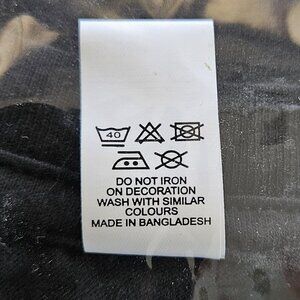 40
DO NOT IRON
ON DECORATION
WASH WITH SIMILAR
COLOURS
MADE IN BANGLADESH